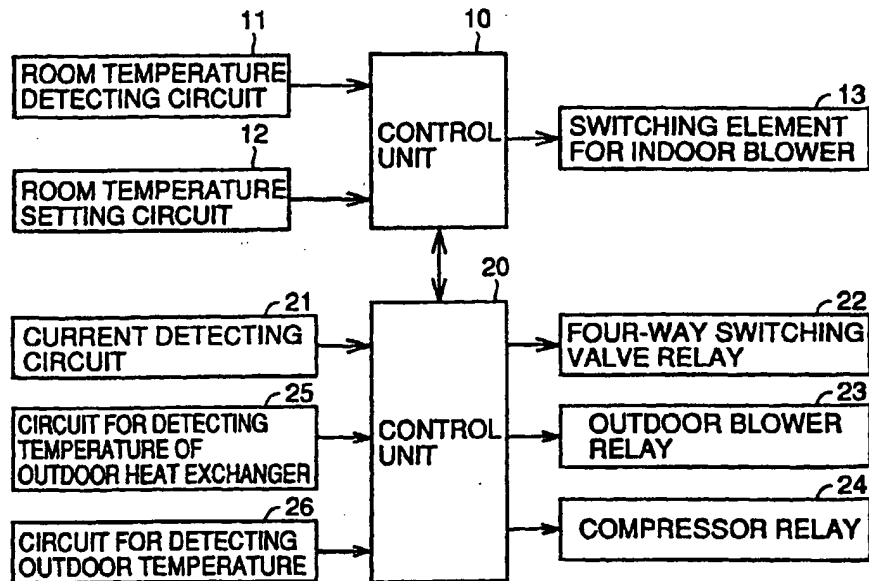 11
ROOM TEMPERATURE
DETECTING CIRCUIT
12
ROOM TEMPERATURE
SETTING CIRCUIT
10
CONTROL
UNIT
13
SWITCHING ELEMENT
FOR INDOOR BLOWER
21
CURRENT DETECTING
CIRCUIT
25
CIRCUIT FOR DETECTING
TEMPERATURE OF
OUTDOOR HEAT EXCHANGER
26
CIRCUIT FOR DETECTING
OUTDOOR TEMPERATURE
20
CONTROL
UNIT
22
FOUR-WAY SWITCHING
VALVE RELAY
23
OUTDOOR BLOWER
RELAY
24
COMPRESSOR RELAY